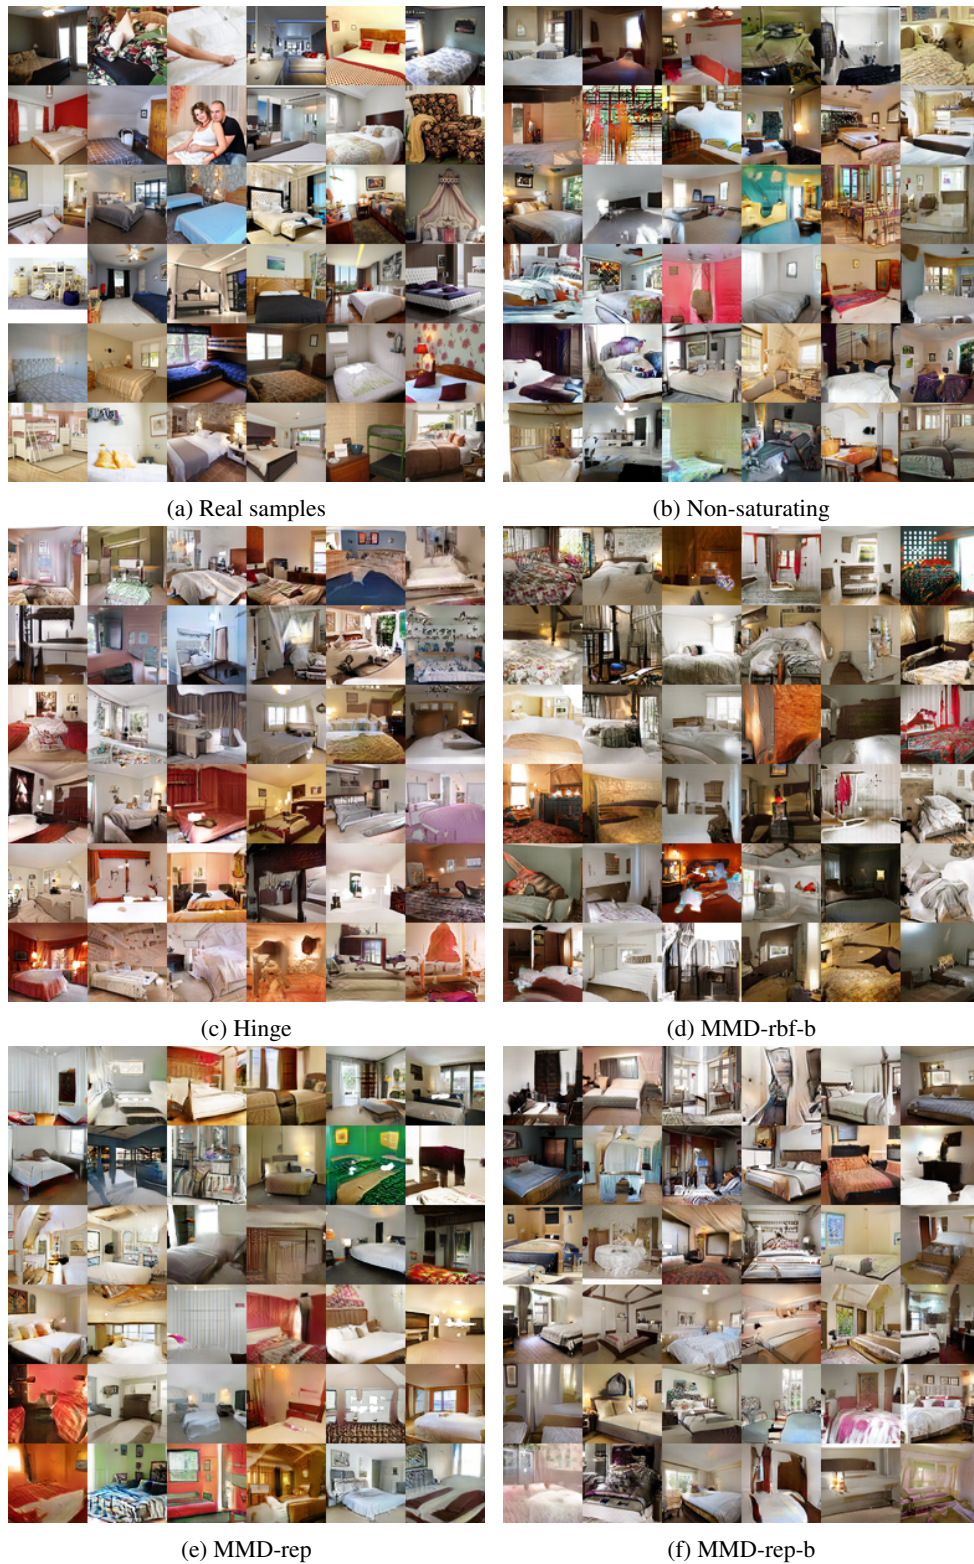 (a) Real samples
(b) Non-saturating
(c) Hinge
(d) MMD-rbf-b
(e) MMD-rep
(f) MMD-rep-b